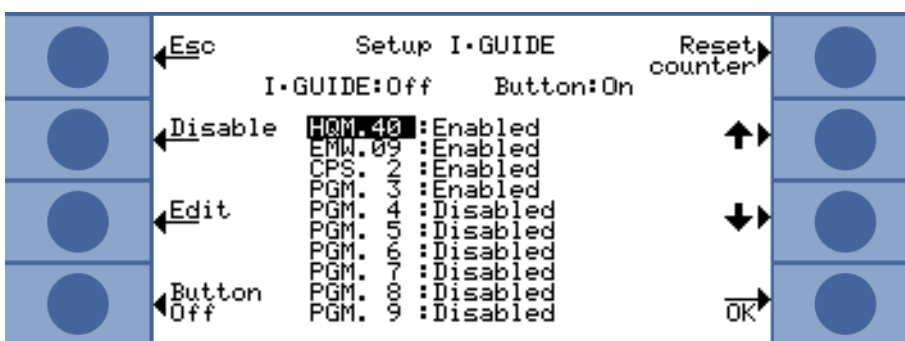 Esc Setup I·GUIDE Reset
counter
I·GUIDE:Off Button:On
Disable HQM.40 :Enabled
EMW.09 :Enabled
CPS. 2 :Enabled
PGM. 3 :Enabled
Edit PGM. 4 :Disabled
PGM. 5 :Disabled
PGM. 6 :Disabled
PGM. 7 :Disabled
Button PGM. 8 :Disabled
Off PGM. 9 :Disabled OK